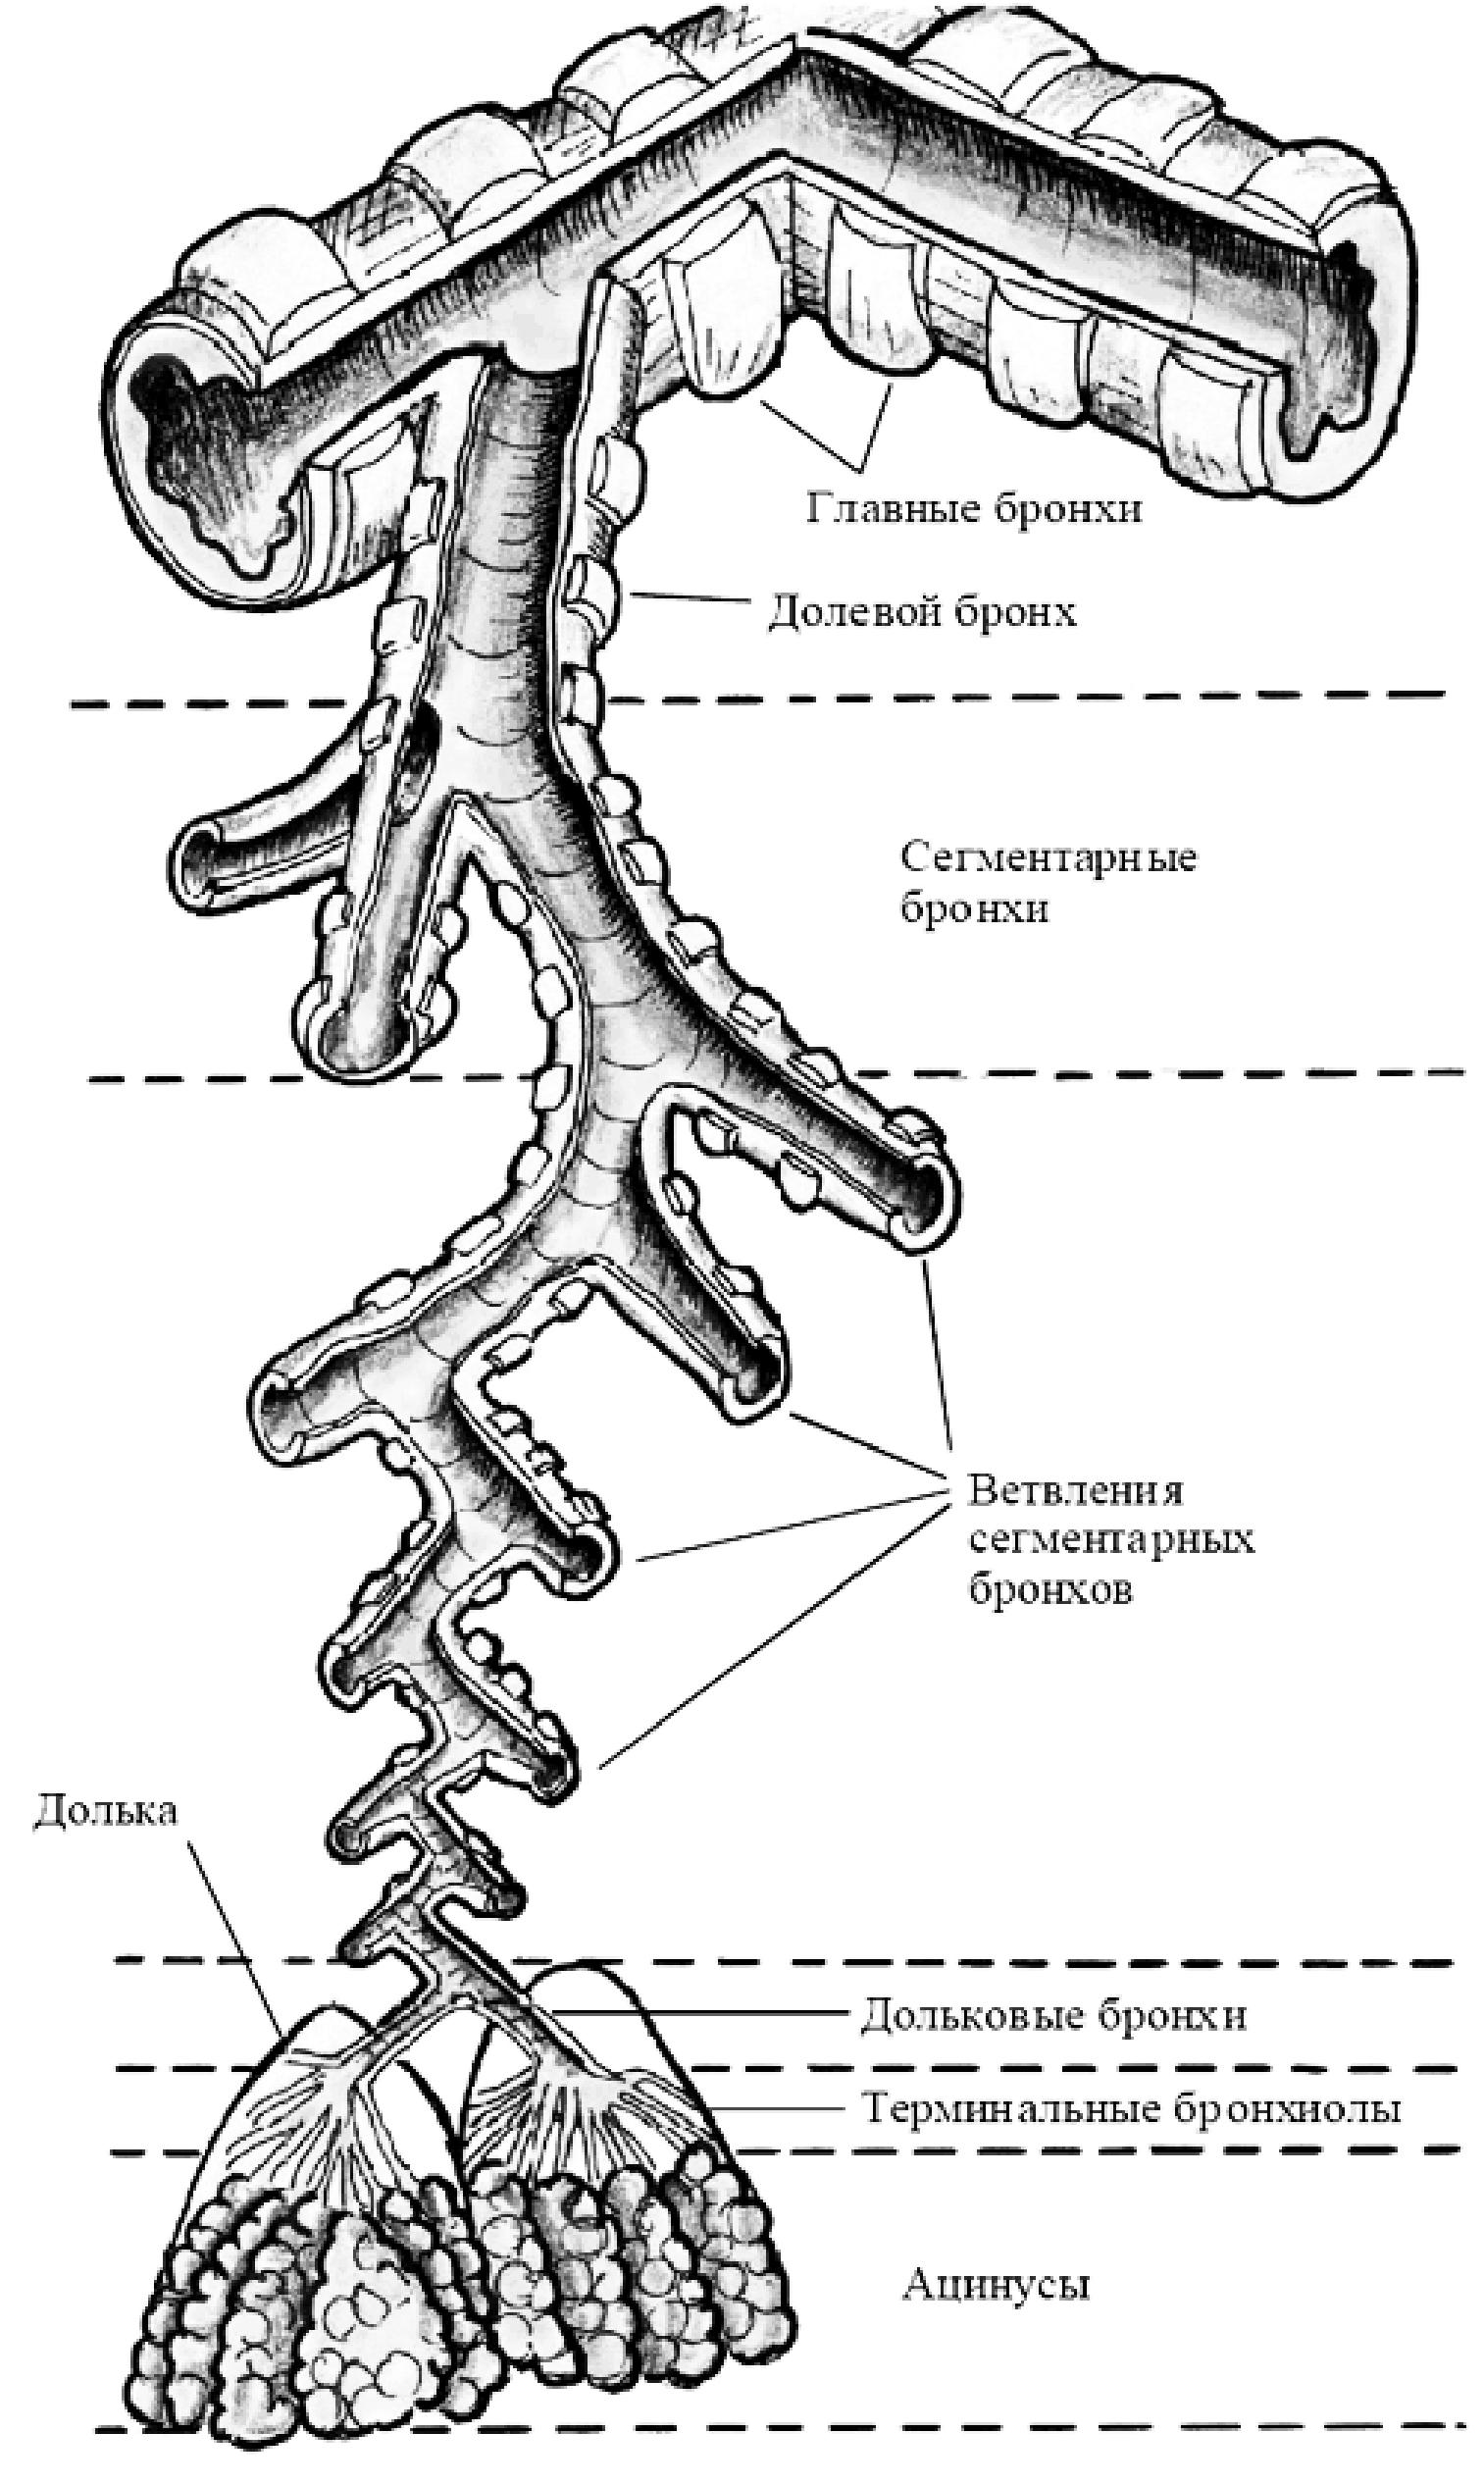 Главные бронхи
Долевой бронх
Сегментарные
бронхи
Ветвления
сегментарных
бронхов
Долька
Дольковые бронхи
Терминальные бронхиолы
Ацинусы